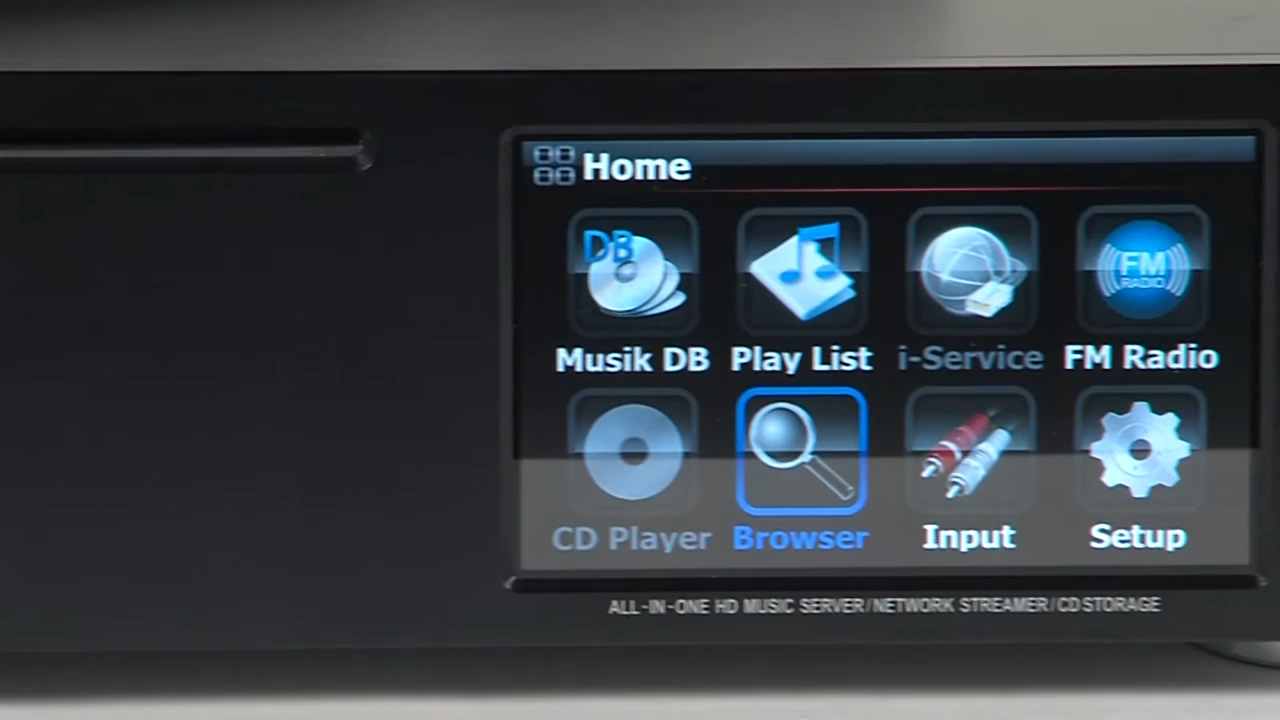 Home
DB
FM
RADIO
Musik DB Play List i-Service FM Radio
CD Player Browser Input Setup
ALL-IN-ONE HD MUSIC SERVER/NETWORK STREAMER/CD STORAGE